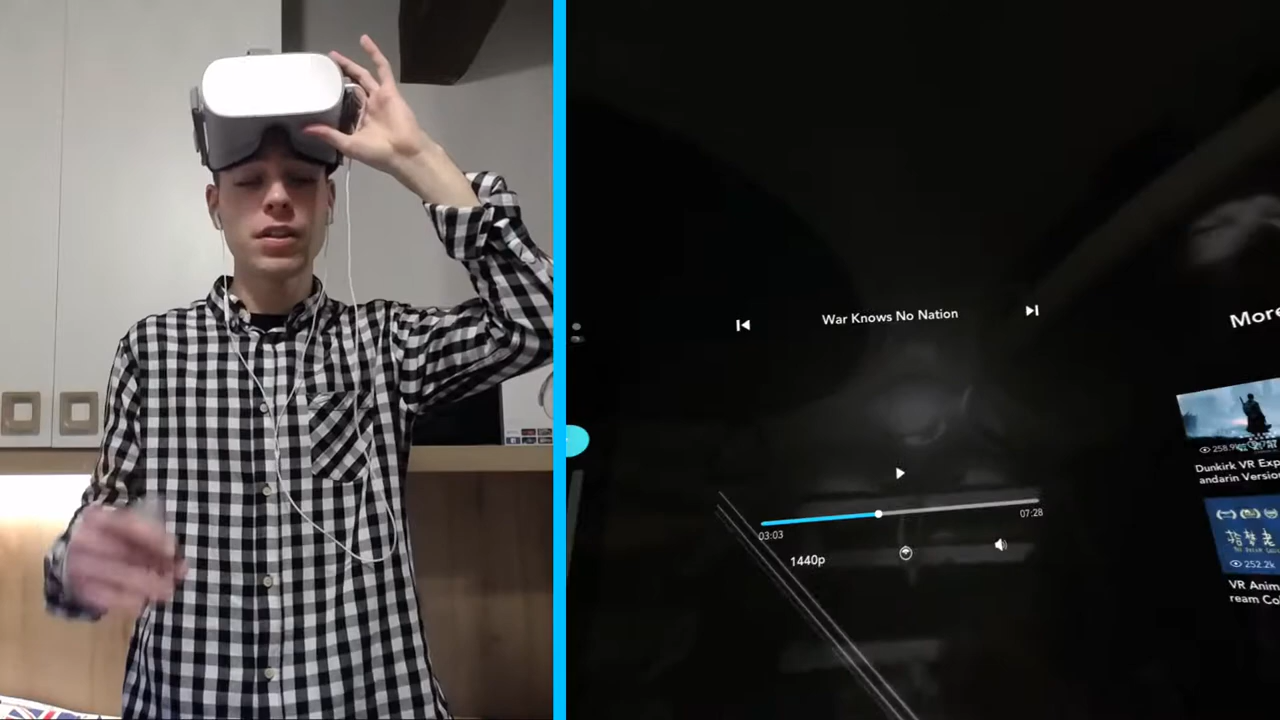 War Knows No Nation
More
258.9
Dunkirk VR Exp
andarin Version
03:03
07:28
1440p
252.2k
VR Anim
ream Co